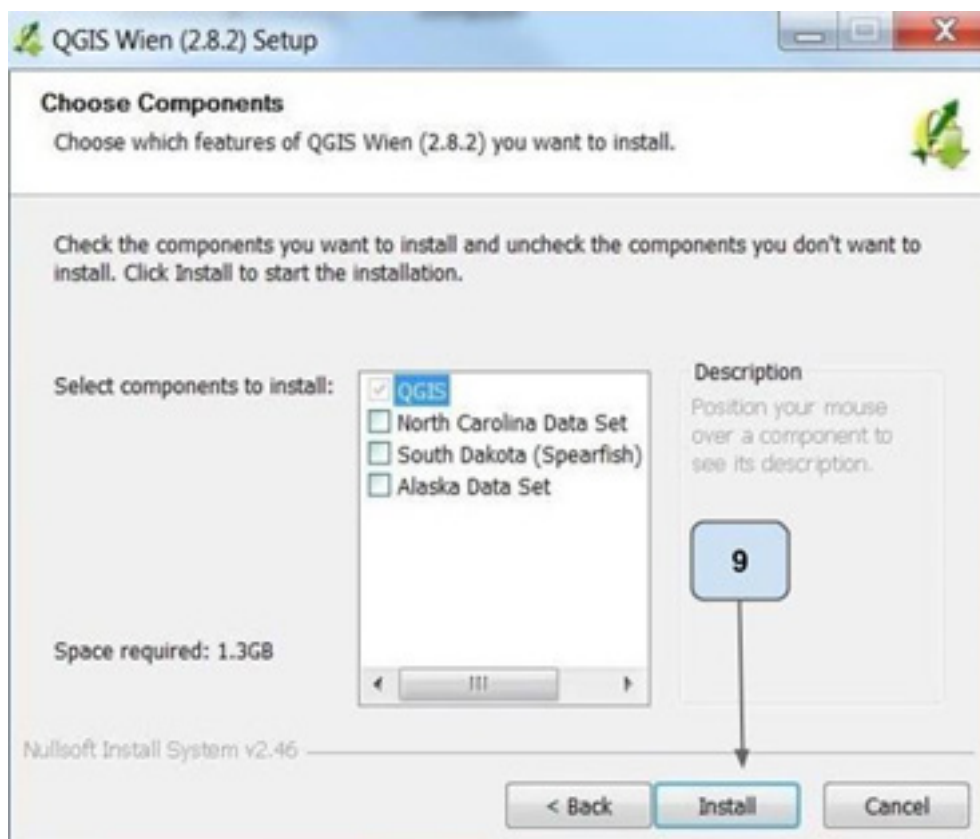 QGIS Wien (2.8.2) Setup
Choose Components
Choose which features of QGIS Wien (2.8.2) you want to install.
Check the components you want to install and uncheck the components you don't want to
install. Click Install to start the installation.
Select components to install:
QGIS
North Carolina Data Set
South Dakota (Spearfish)
Alaska Data Set
Description
Position your mouse
over a component to
see its description.
9
Space required: 1.3GB
Nullsoft Install System v2.46
< Back
Install
Cancel